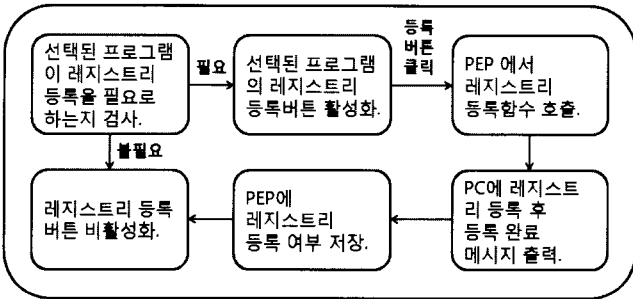 선택된 프로그램
이 레지스트리
등록을 필요로
하는지 검사.
필요
선택된 프로그램
의 레지스트리
등록버튼 활성화.
등록
버튼
클릭
PEP 에서
레지스트리
등록함수 호출.
불필요
레지스트리 등록
버튼 비활성화.
PEP에
레지스트리
등록 여부 저장.
PC에 레지스트
리 등록 후
등록 완료
메시지 출력.